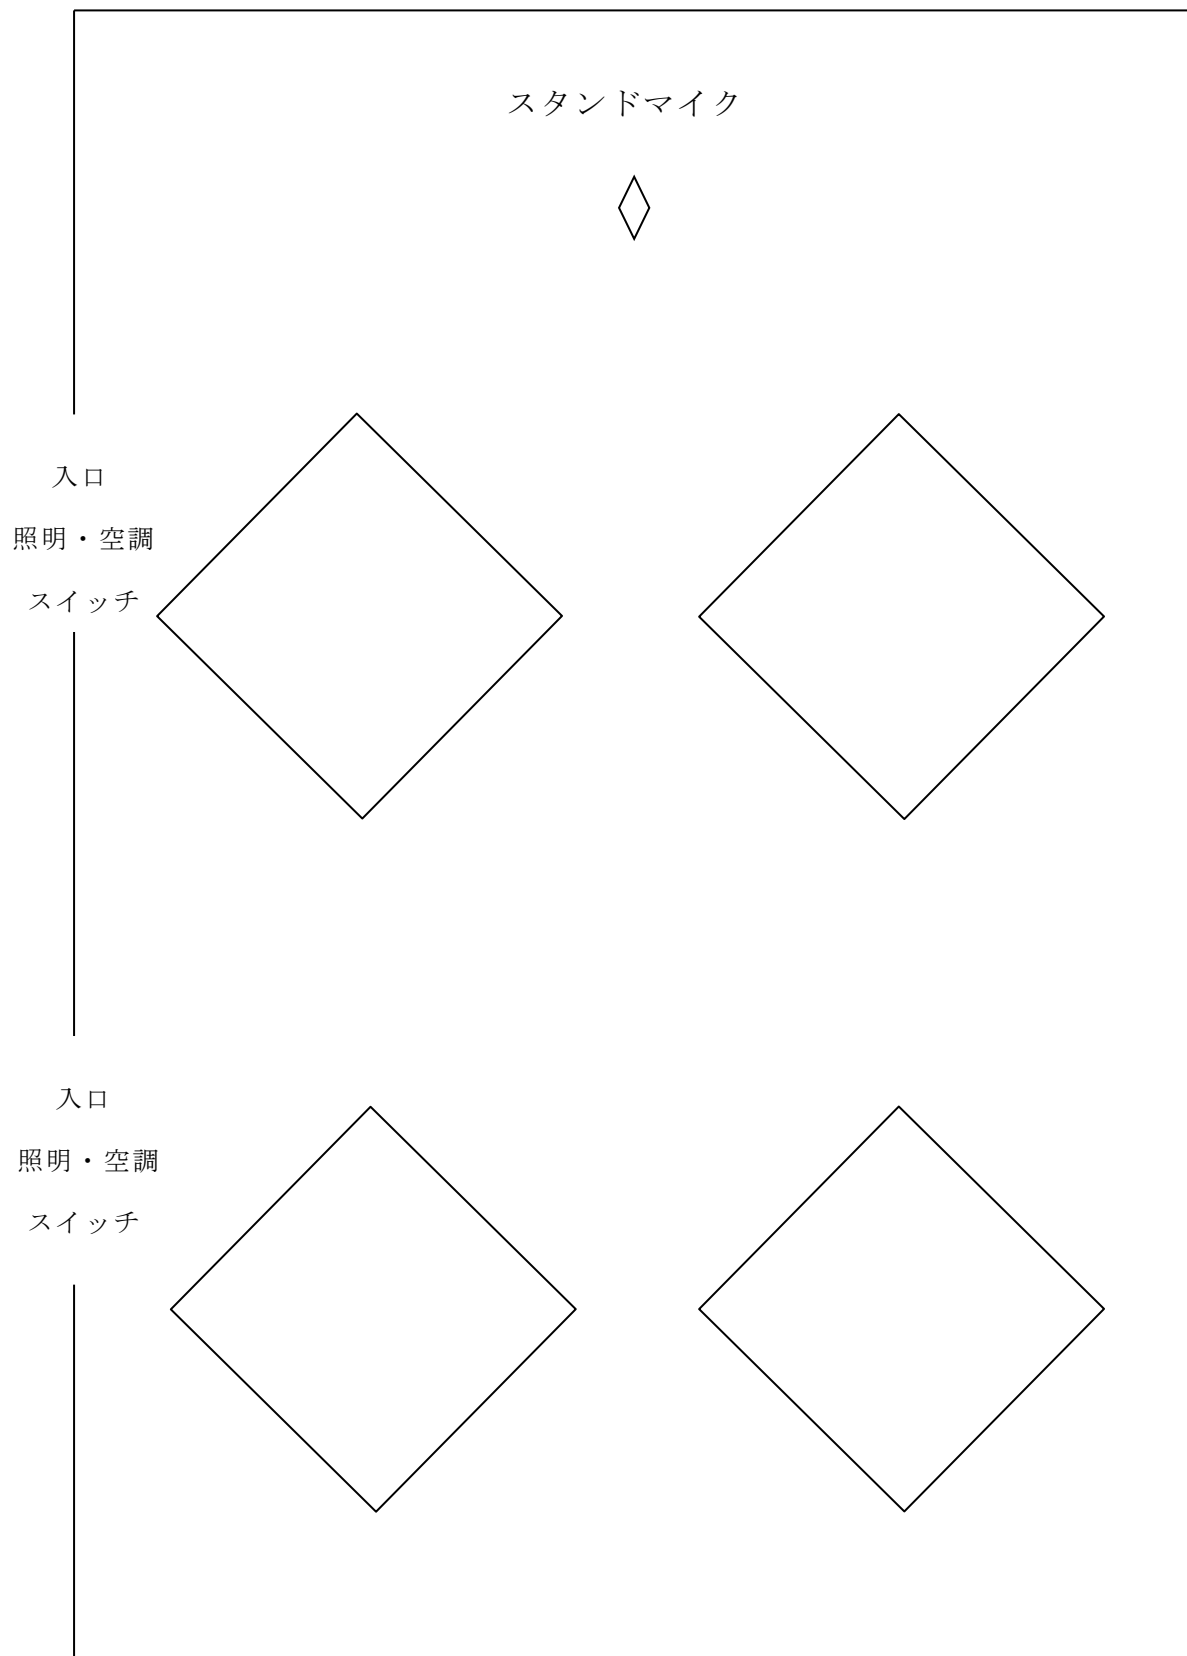 スタンドマイク
入口
照明・空調
スイッチ
入口
照明・空調
スイッチ